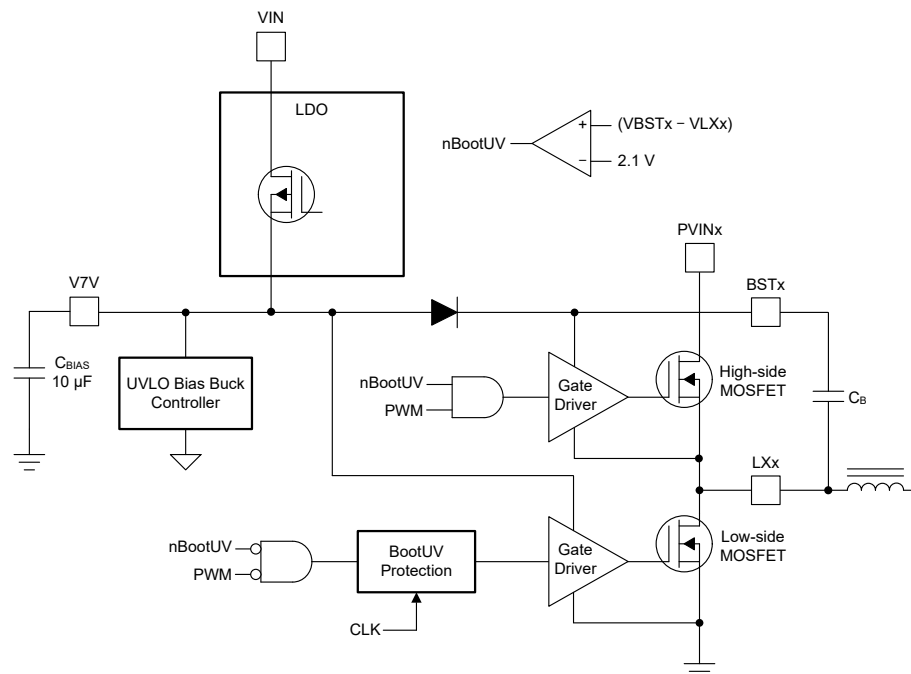 VIN
LDO
nBootUV
+
(VBSTx − VLXx)
−
2.1 V
PVINx
V7V
BSTx
CBIAS
10 µF
UVLO Bias Buck
Controller
nBootUV
PWM
Gate
Driver
High-side
MOSFET
CB
LXx
nBootUV
PWM
BootUV
Protection
CLK
Gate
Driver
Low-side
MOSFET